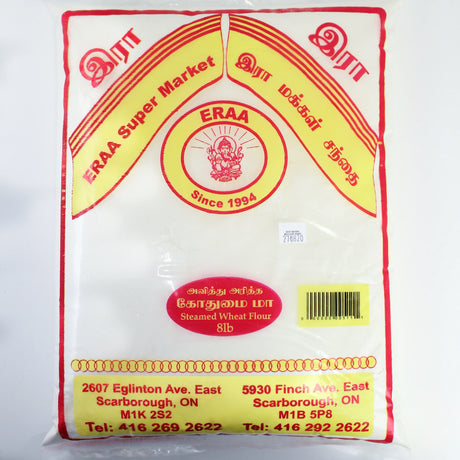 இரா
இரா
ERAA Super Market
இரா மக்கள் சந்தை
ERAA
Since 1994
276870
அவித்து அரித்த
கோதுமை மா
Steamed Wheat Flour
8lb
2607 Eglinton Ave. East
Scarborough, ON
M1K 2S2
Tel: 416 269 2622
5930 Finch Ave. East
Scarborough, ON
M1B 5P8
Tel: 416 292 2622